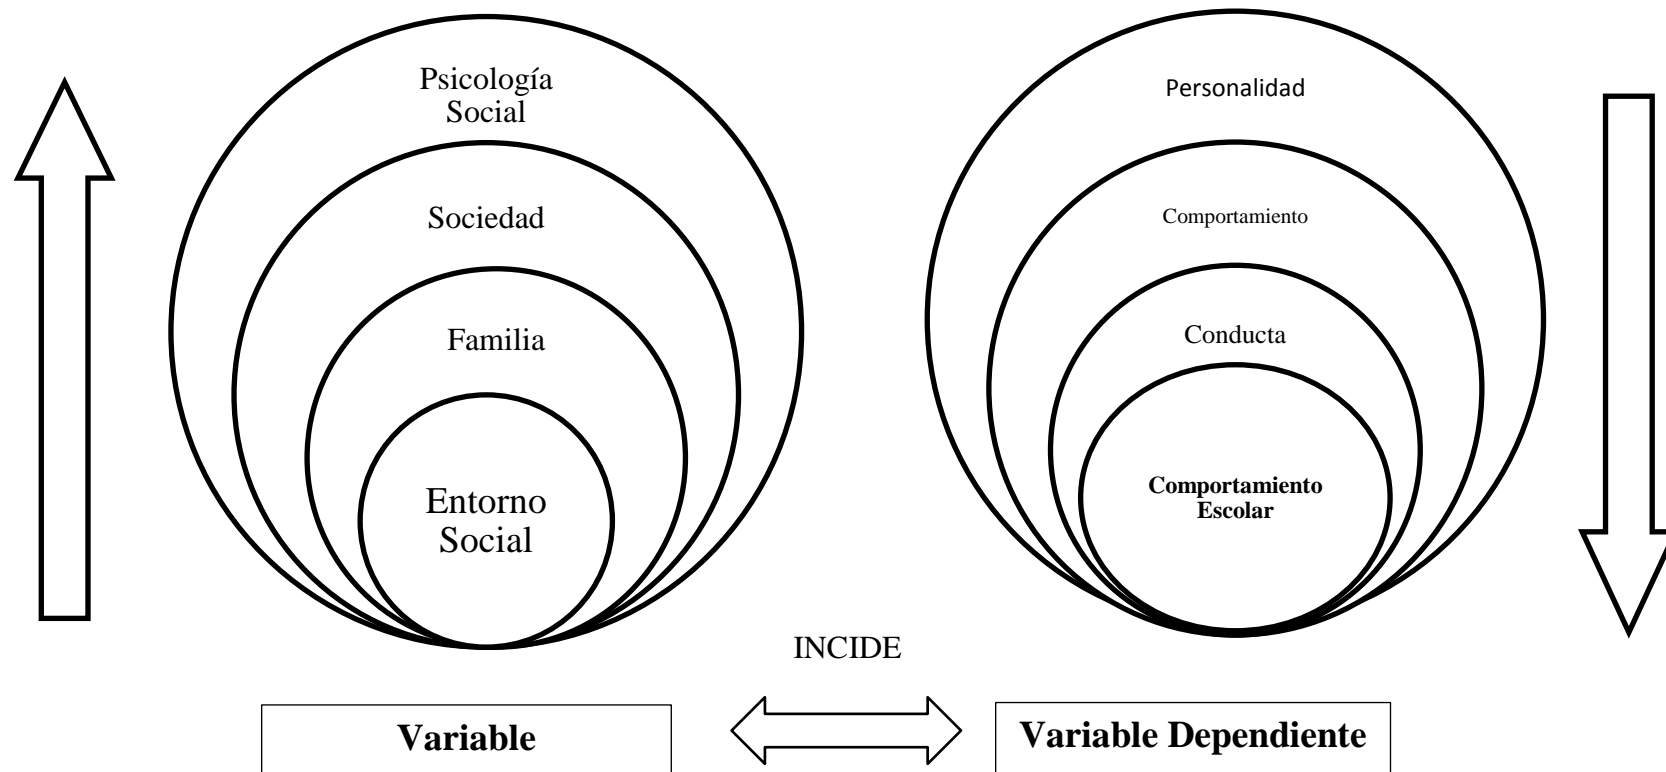 Psicología
Social
Sociedad
Familia
Entorno
Social
Personalidad
Comportamiento
Conducta
Comportamiento
Escolar
INCIDE
Variable
Variable Dependiente